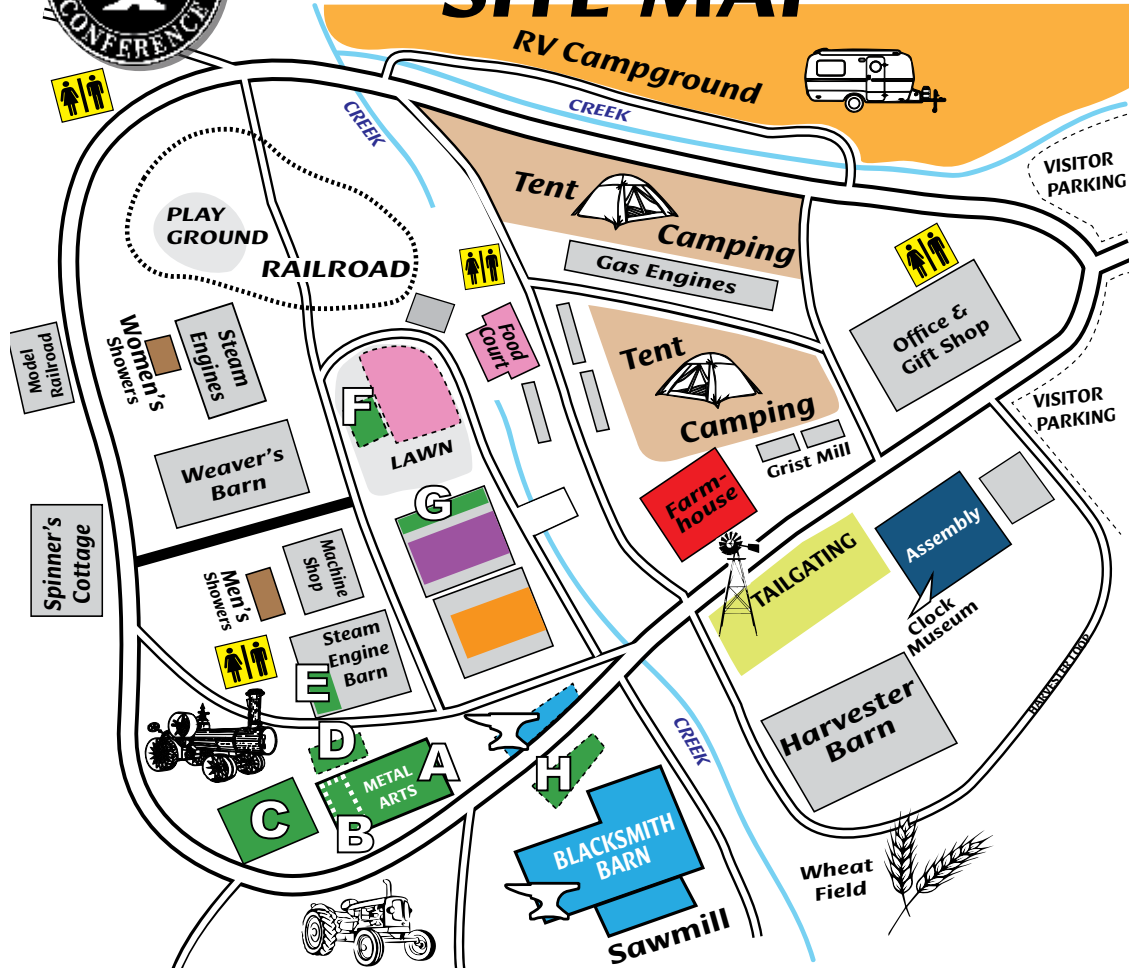 CONFERENCE
SITE MAP
RV Campground
CREEK
CREEK
VISITOR
PARKING
Tent
Camping
PLAY
GROUND
RAILROAD
Gas Engines
Office &
Gift Shop
Model
Railroad
Women's
Showers
Steam
Engines
Food
Court
Tent
Camping
VISITOR
PARKING
F
LAWN
Grist Mill
Weaver's
Barn
Farm-
house
G
Spinner's
Cottage
Machine
Shop
Men's
Showers
Assembly
TAILGATING
Clock
Museum
Steam
Engine
Barn
E
HARVESTER LOOP
Harvester
Barn
CREEK
D
METAL
ARTS
A
B
C
H
BLACKSMITH
BARN
Wheat
Field
Sawmill